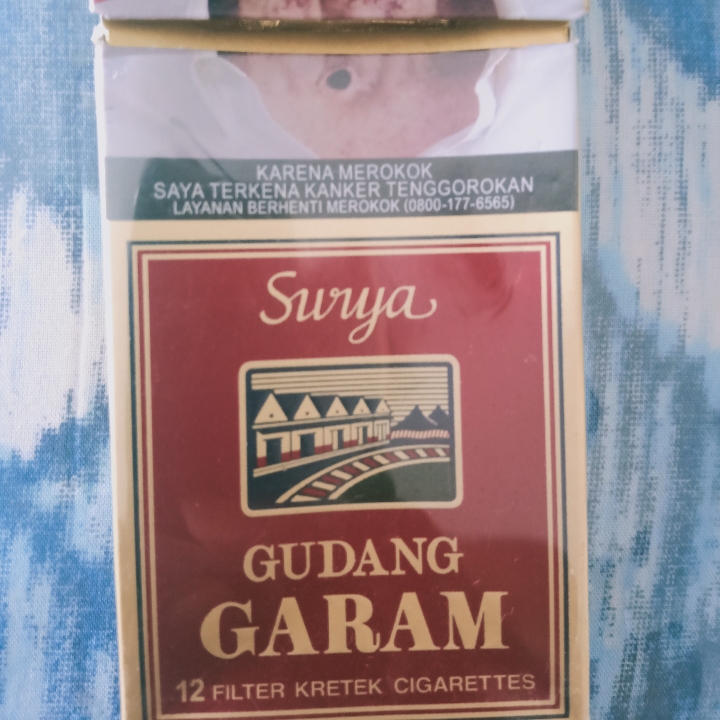 KARENA MEROKOK
SAYA TERKENA KANKER TENGGOROKAN
LAYANAN BERHENTI MEROKOK (0800-177-6565)
Surya
GUDANG
GARAM
12 FILTER KRETEK CIGARETTES